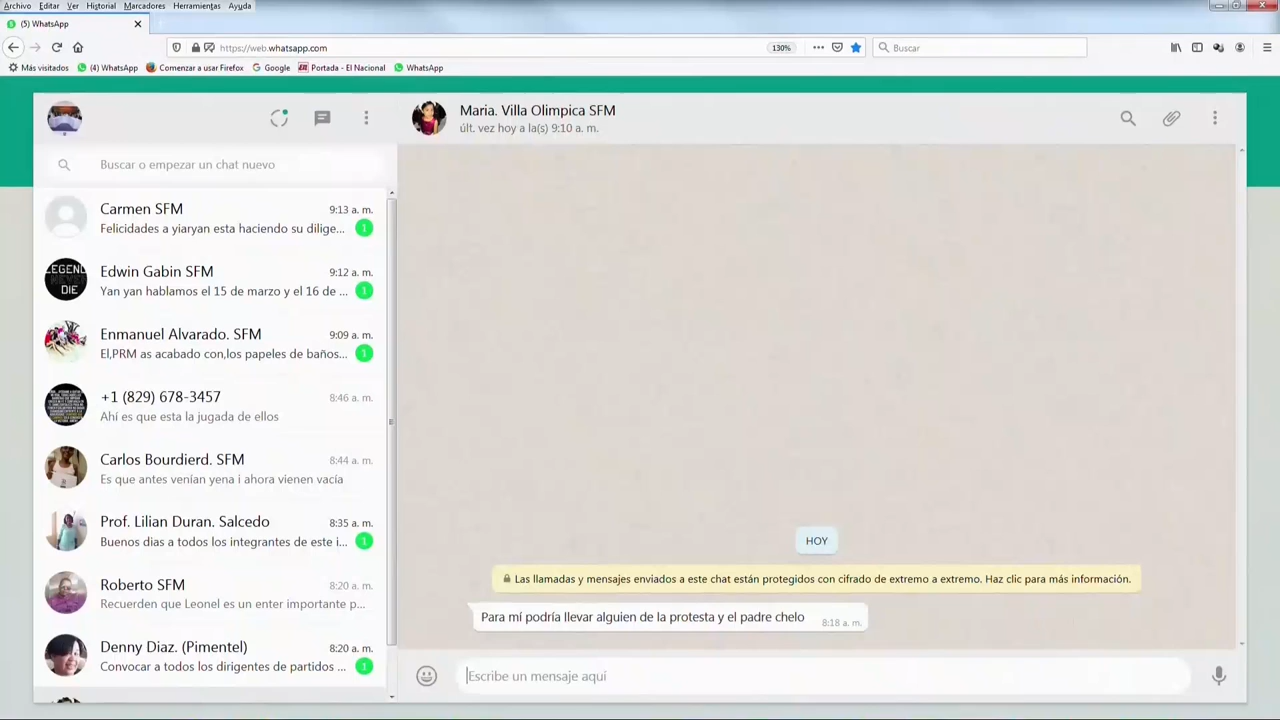 Archivo Editar Ver Historial Marcadores Herramientas Ayuda
(5) WhatsApp
https://web.whatsapp.com
130%
Buscar
Más visitados (4) WhatsApp Comenzar a usar Firefox Google Portada - El Nacional WhatsApp
Maria. Villa Olimpica SFM
últ. vez hoy a la(s) 9:10 a. m.
Buscar o empezar un chat nuevo
Carmen SFM 9:13 a. m.
Felicidades a yiaryan esta haciendo su dilige... 1
Edwin Gabin SFM 9:12 a. m.
Yan yan hablamos el 15 de marzo y el 16 de ... 1
LEGENDS NEVER DIE
Enmanuel Alvarado. SFM 9:09 a. m.
El,PRM as acabado con,los papeles de baños... 1
+1 (829) 678-3457 8:46 a. m.
Ahí es que esta la jugada de ellos
Carlos Bourdierd. SFM 8:44 a. m.
Es que antes venían yena i ahora vienen vacía
Prof. Lilian Duran. Salcedo 8:35 a. m.
Buenos dias a todos los integrantes de este i... 1
Roberto SFM 8:20 a. m.
Recuerden que Leonel es un enter importante p...
Denny Diaz. (Pimentel) 8:20 a. m.
Convocar a todos los dirigentes de partidos ... 1
HOY
Las llamadas y mensajes enviados a este chat están protegidos con cifrado de extremo a extremo. Haz clic para más información.
Para mí podría llevar alguien de la protesta y el padre chelo 8:18 a. m.
Escribe un mensaje aquí